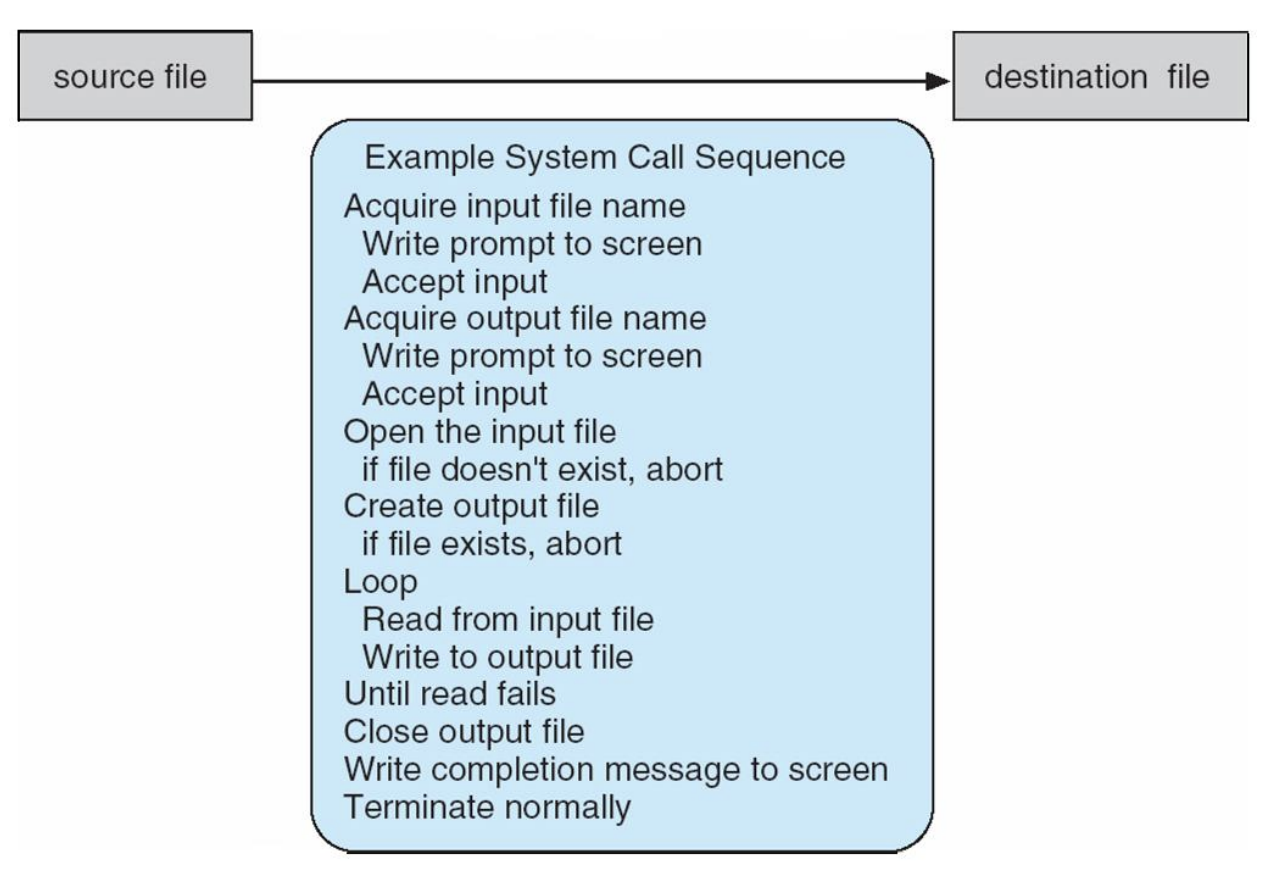 source file
destination file
Example System Call Sequence
Acquire input file name
Write prompt to screen
Accept input
Acquire output file name
Write prompt to screen
Accept input
Open the input file
if file doesn't exist, abort
Create output file
if file exists, abort
Loop
Read from input file
Write to output file
Until read fails
Close output file
Write completion message to screen
Terminate normally